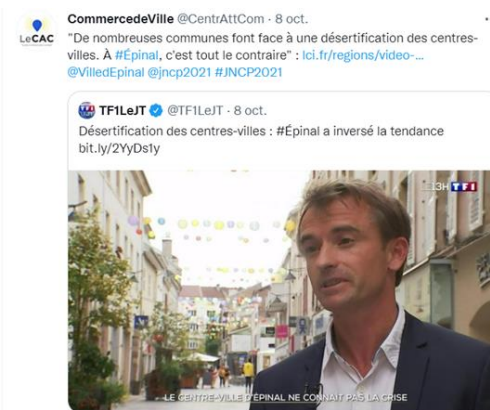 CommercedeVille @CentrAttCom · 8 oct.
LeCAC
"De nombreuses communes font face à une désertification des centres-
villes. À #Épinal, c'est tout le contraire" : lci.fr/regions/video-…
@VilledEpinal @jncp2021 #JNCP2021
TF1LeJT @TF1LeJT · 8 oct.
Désertification des centres-villes : #Épinal a inversé la tendance
bit.ly/2YyDs1y
13H TF1
LE CENTRE-VILLE D'ÉPINAL NE CONNAIT PAS LA CRISE